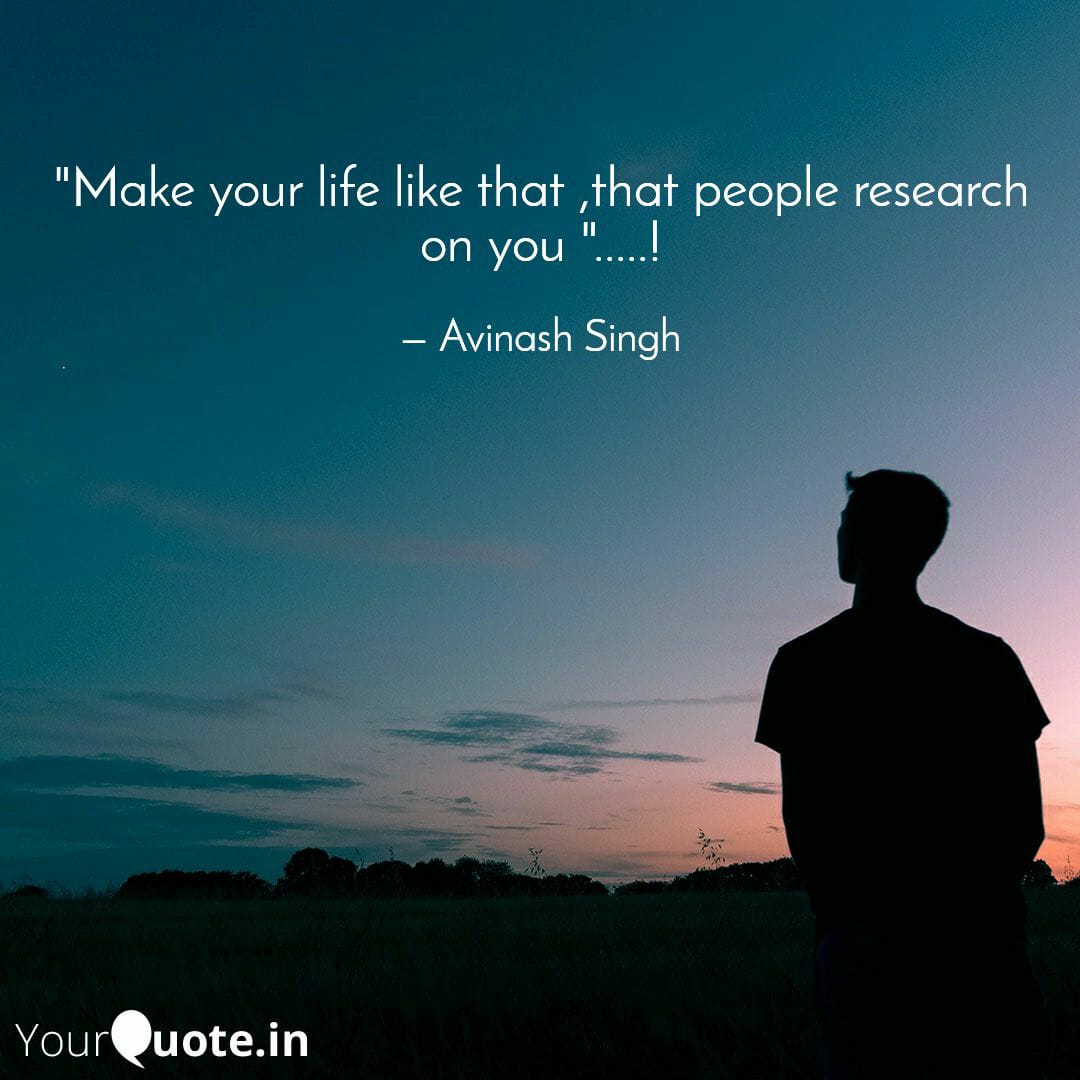 "Make your life like that ,that people research
on you ".....!
– Avinash Singh
YourQuote.in